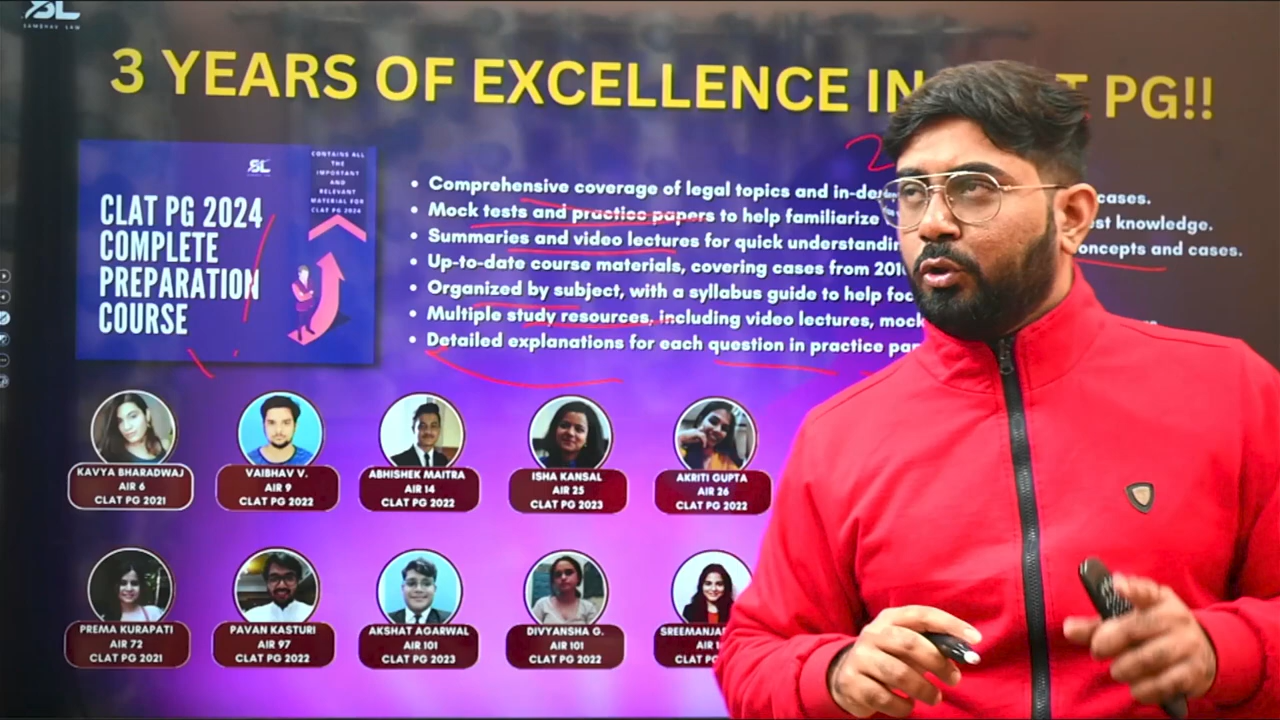 SL
SAMBHAV LAW
3 YEARS OF EXCELLENCE IN PG!!
SL
CONTAINS ALL
THE
IMPORTANT
AND
RELEVANT
MATERIAL FOR
CLAT PG 2024
CLAT PG 2024
COMPLETE
PREPARATION
COURSE
• Comprehensive coverage of legal topics and cases.
• Mock tests and practice papers to help familiarize knowledge.
• Summaries and video lectures for quick concepts and cases.
• Up-to-date course materials, covering cases from
• Organized by subject, with a syllabus guide to help
• Multiple study resources, including video lectures, mock
• Detailed explanations for each question in practice
KAVYA BHARADWAJ
AIR 6
CLAT PG 2021
VAIBHAV V.
AIR 9
CLAT PG 2022
ABHISHEK MAITRA
AIR 14
CLAT PG 2022
ISHA KANSAL
AIR 25
CLAT PG 2023
AKRITI GUPTA
AIR 26
CLAT PG 2022
PREMA KURAPATI
AIR 72
CLAT PG 2021
PAVAN KASTURI
AIR 97
CLAT PG 2022
AKSHAT AGARWAL
AIR 101
CLAT PG 2023
DIVYANSHA G.
AIR 101
CLAT PG 2022
AIR